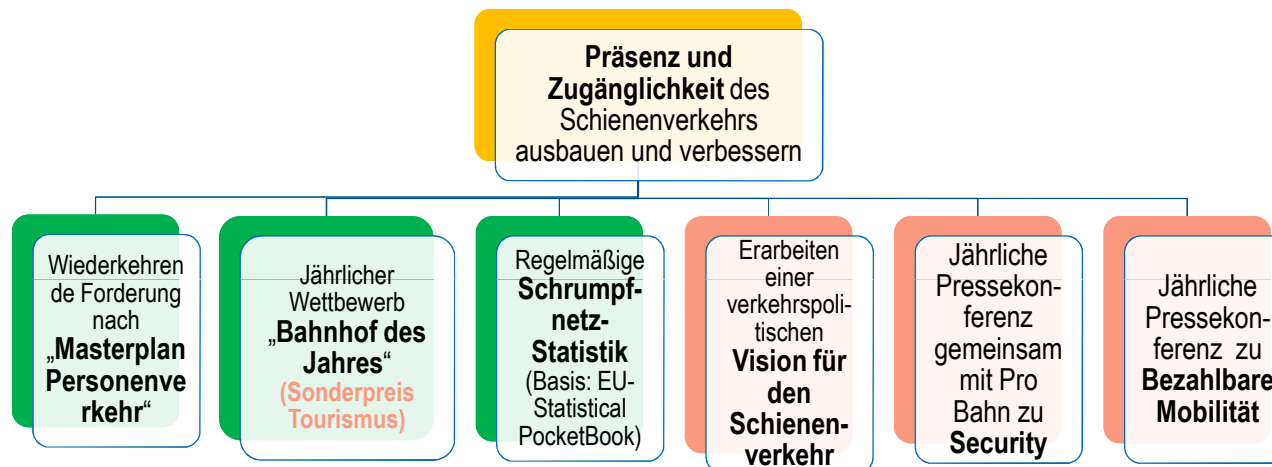 Präsenz und
Zugänglichkeit des
Schienenverkehrs
ausbauen und verbessern
Wiederkehren
de Forderung
nach
„Masterplan
Personenve
rkehr“
Jährlicher
Wettbewerb
„Bahnhof des
Jahres“
(Sonderpreis
Tourismus)
Regelmäßige
Schrumpf-
netz-
Statistik
(Basis: EU-
Statistical
PocketBook)
Erarbeiten
einer
verkehrspoli-
tischen
Vision für
den
Schienen-
verkehr
Jährliche
Pressekon-
ferenz
gemeinsam
mit Pro
Bahn zu
Security
Jährliche
Pressekon-
ferenz zu
Bezahlbare
Mobilität